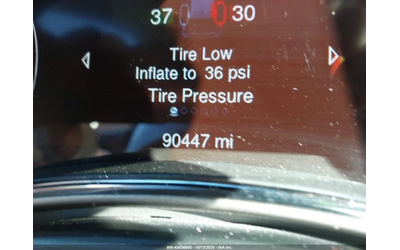 37 30
Tire Low
Inflate to 36 psi
Tire Pressure
90447 mi